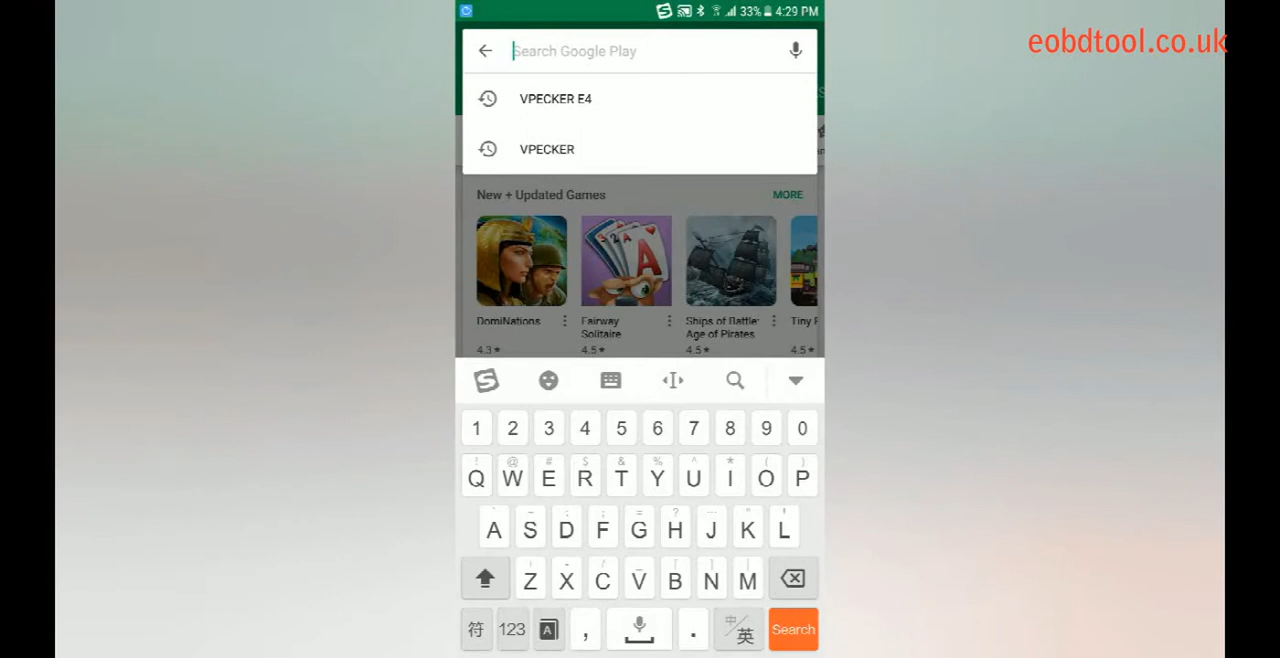 33% 4:29 PM
eobdtool.co.uk
Search Google Play
VPECKER E4
VPECKER
New + Updated Games
MORE
DomiNations
Fairway
Solitaire
Ships of Battle:
Age of Pirates
4.3★
4.5★
4.5★
4.5★
1 2 3 4 5 6 7 8 9 0
Q W E R T Y U I O P
A S D F G H J K L
Z X C V B N M
符 123 A , . 中/英 Search